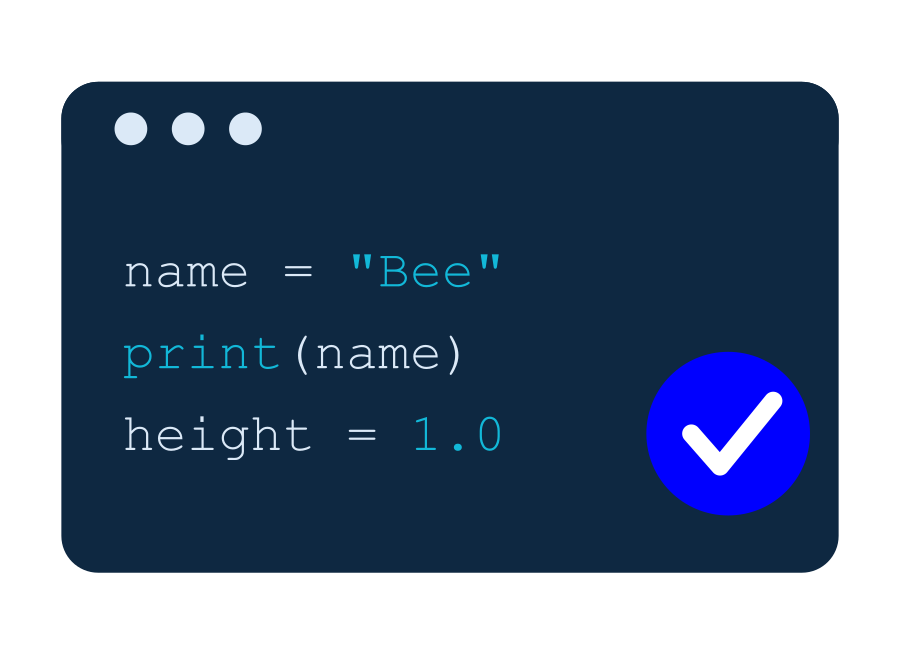 name = "Bee"
print(name)
height = 1.0